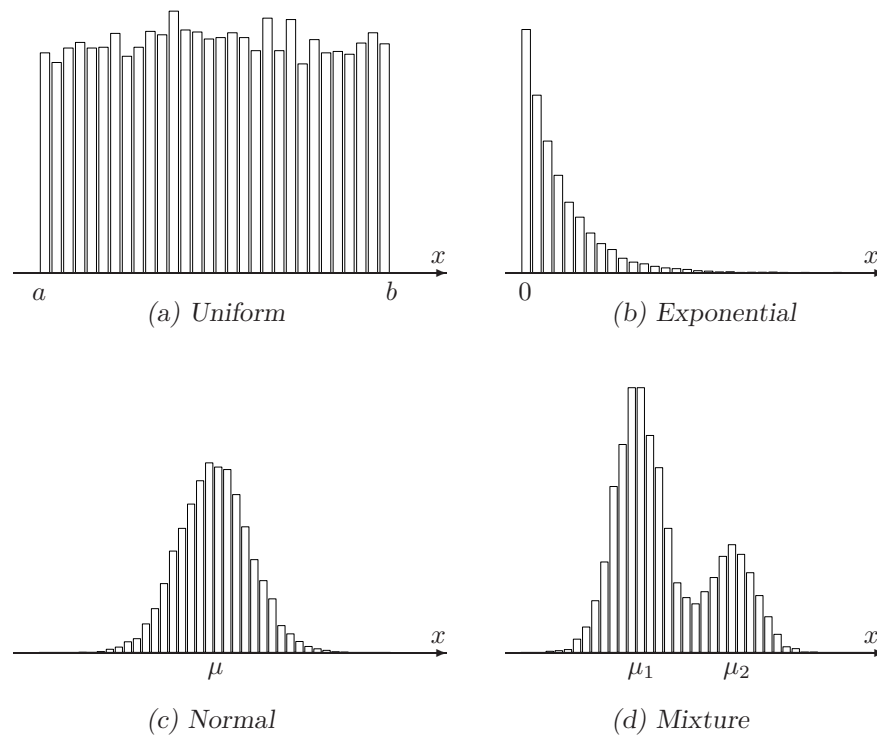 x
a b
(a) Uniform
x
0
(b) Exponential
x
μ
(c) Normal
x
μ₁ μ₂
(d) Mixture